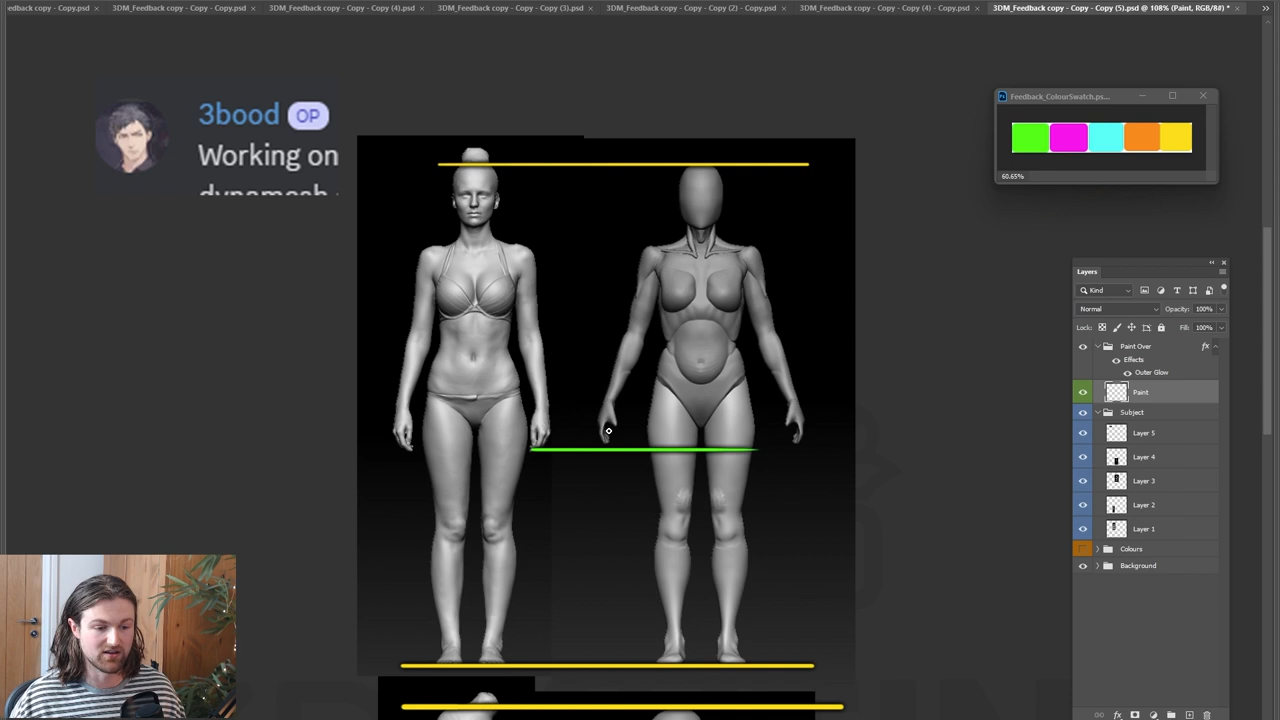 edback copy - Copy.psd ×
3DM_Feedback copy - Copy.psd ×
3DM_Feedback copy - Copy (4).psd ×
3DM_Feedback copy - Copy (3).psd ×
3DM_Feedback copy - Copy (2).psd ×
3DM_Feedback copy - Copy (4) - Copy.psd ×
3DM_Feedback copy - Copy - Copy (5).psd @ 108% (Paint, RGB/8#) * ×
3bood OP
Working on
Feedback_ColourSwatch.ps...
60.65%
Layers
Kind
Normal Opacity: 100%
Lock: Fill: 100%
Paint Over fx
Effects
Outer Glow
Paint
Subject
Layer 5
Layer 4
Layer 3
Layer 2
Layer 1
Colours
Background
fx